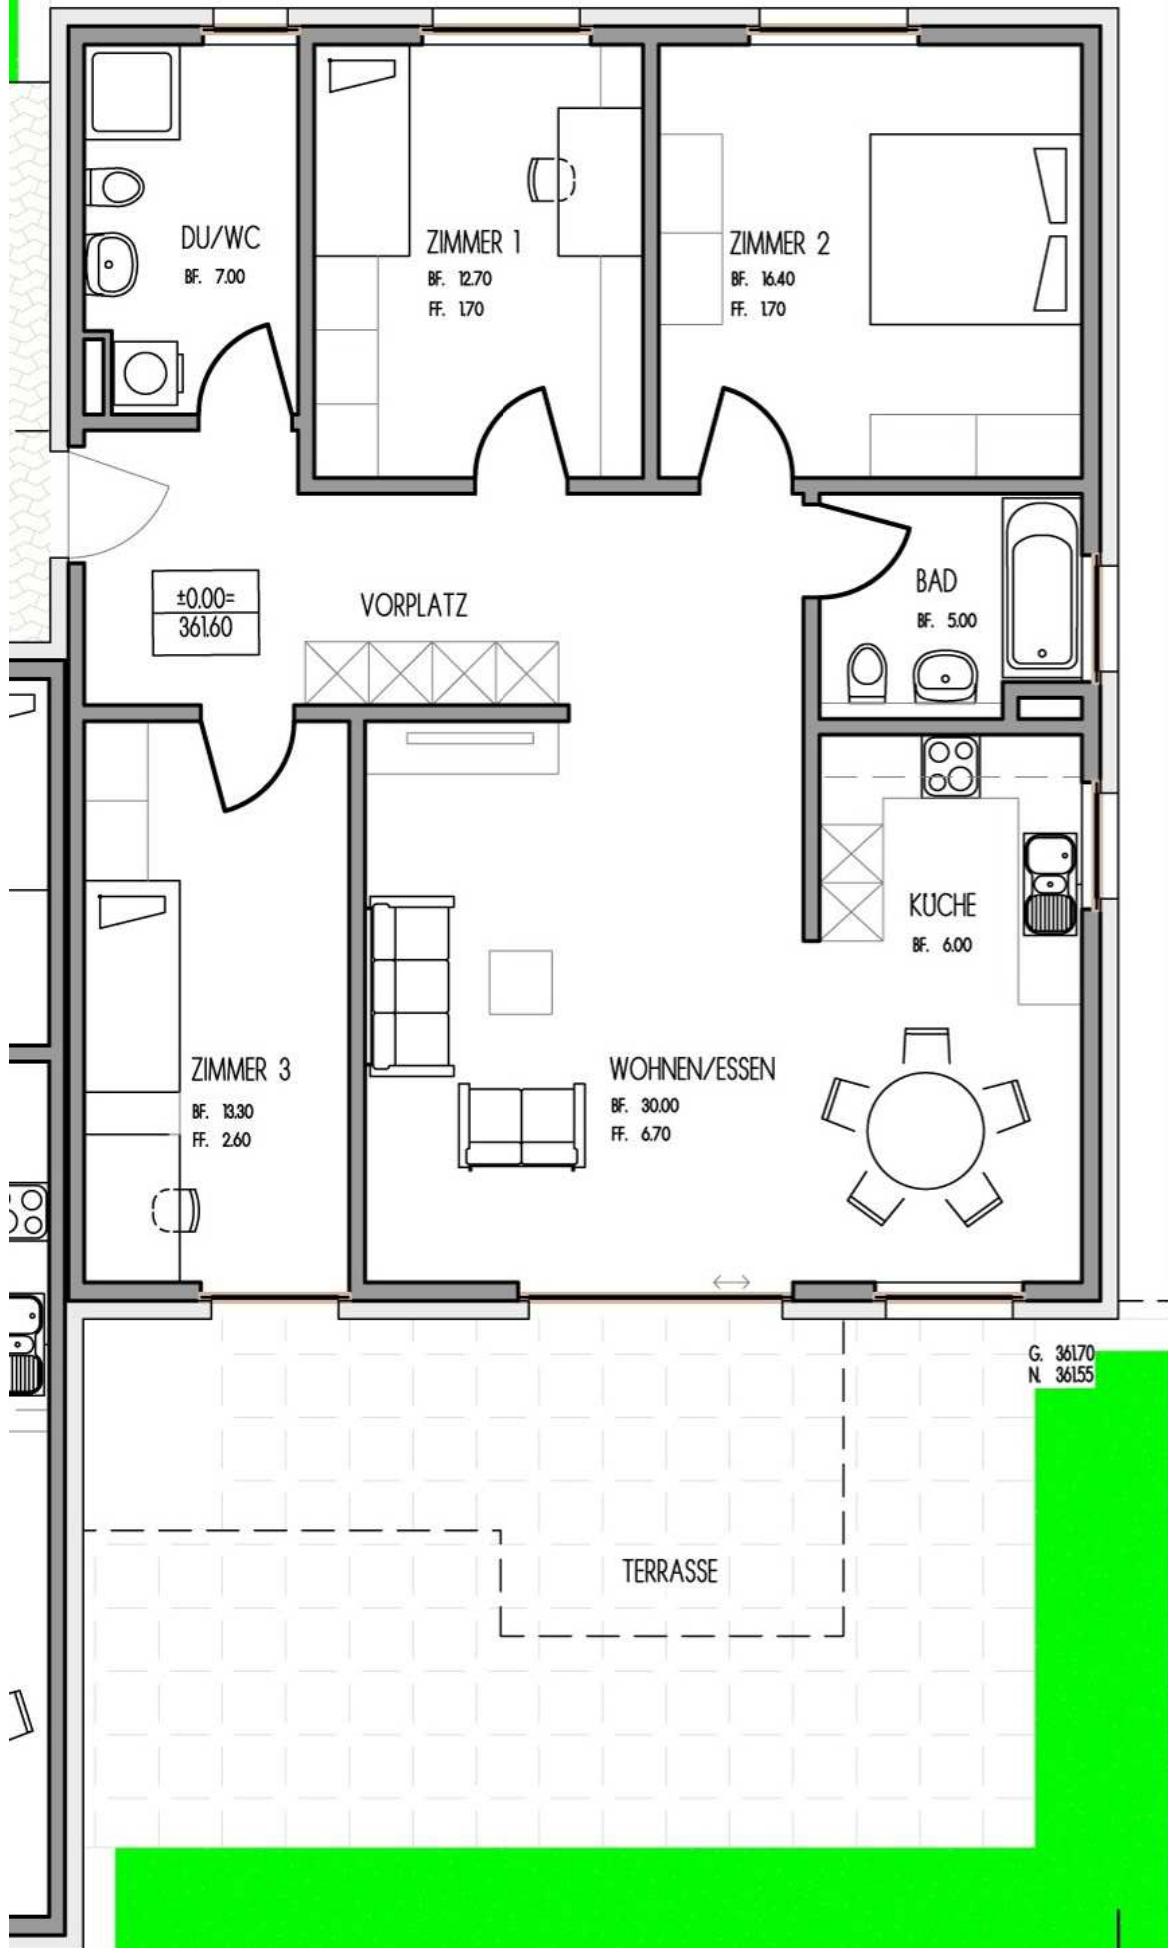 DU/WC
BF. 7.00
ZIMMER 1
BF. 12.70
FF. 1.70
ZIMMER 2
BF. 16.40
FF. 1.70
±0.00=
361.60
VORPLATZ
BAD
BF. 5.00
KÜCHE
BF. 6.00
ZIMMER 3
BF. 13.30
FF. 2.60
WOHNEN/ESSEN
BF. 30.00
FF. 6.70
G. 361.70
N. 361.55
TERRASSE